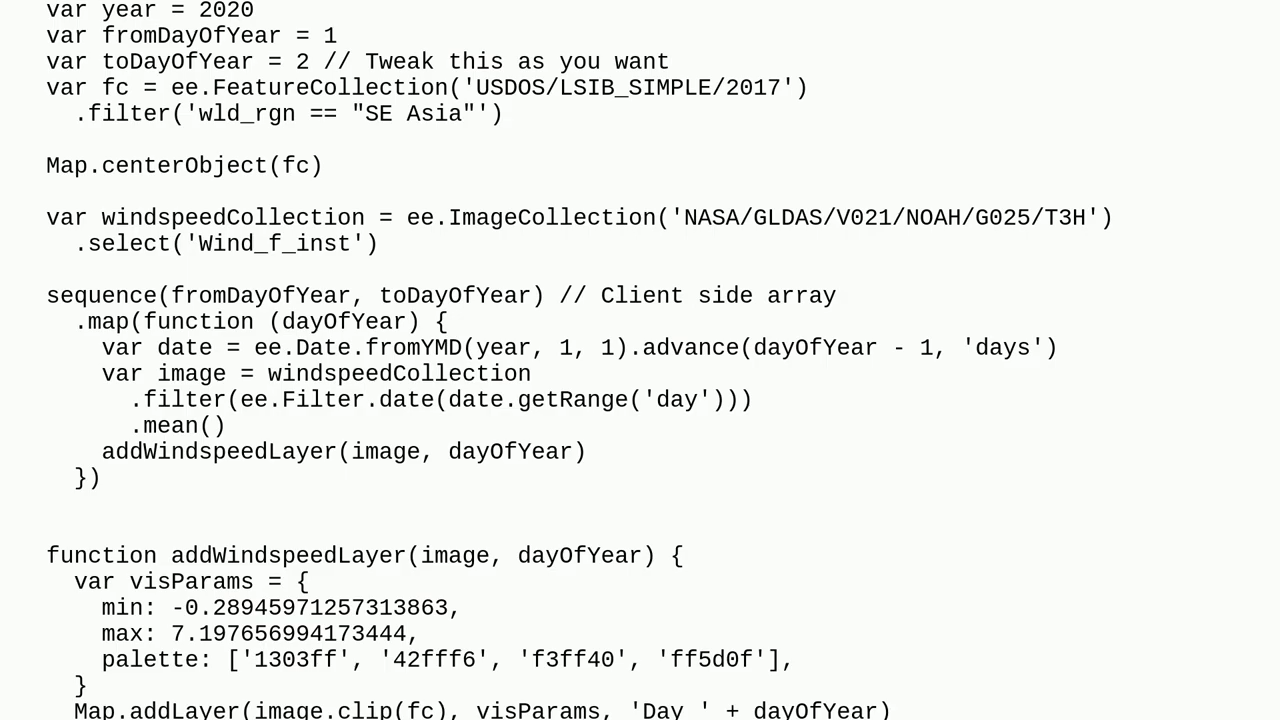 var year = 2020
var fromDayOfYear = 1
var toDayOfYear = 2 // Tweak this as you want
var fc = ee.FeatureCollection('USDOS/LSIB_SIMPLE/2017')
  .filter('wld_rgn == "SE Asia"')

Map.centerObject(fc)

var windspeedCollection = ee.ImageCollection('NASA/GLDAS/V021/NOAH/G025/T3H')
  .select('Wind_f_inst')

sequence(fromDayOfYear, toDayOfYear) // Client side array
  .map(function (dayOfYear) {
    var date = ee.Date.fromYMD(year, 1, 1).advance(dayOfYear - 1, 'days')
    var image = windspeedCollection
      .filter(ee.Filter.date(date.getRange('day')))
      .mean()
    addWindspeedLayer(image, dayOfYear)
  })

function addWindspeedLayer(image, dayOfYear) {
  var visParams = {
    min: -0.28945971257313863,
    max: 7.197656994173444,
    palette: ['1303ff', '42fff6', 'f3ff40', 'ff5d0f'],
  }
  Map.addLayer(image.clip(fc), visParams, 'Day ' + dayOfYear)